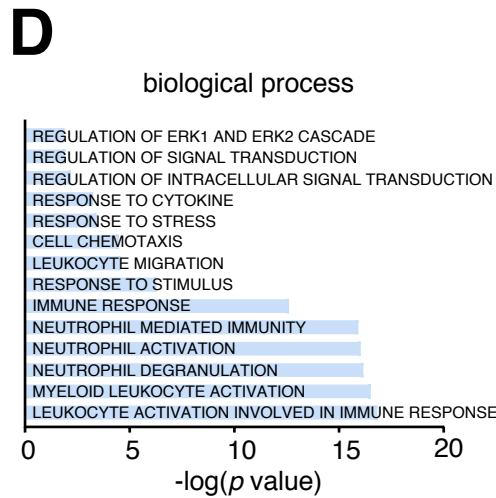 D
biological process
REGULATION OF ERK1 AND ERK2 CASCADE
REGULATION OF SIGNAL TRANSDUCTION
REGULATION OF INTRACELLULAR SIGNAL TRANSDUCTION
RESPONSE TO CYTOKINE
RESPONSE TO STRESS
CELL CHEMOTAXIS
LEUKOCYTE MIGRATION
RESPONSE TO STIMULUS
IMMUNE RESPONSE
NEUTROPHIL MEDIATED IMMUNITY
NEUTROPHIL ACTIVATION
NEUTROPHIL DEGRANULATION
MYELOID LEUKOCYTE ACTIVATION
LEUKOCYTE ACTIVATION INVOLVED IN IMMUNE RESPONSE
0 5 10 15 20
-log(p value)